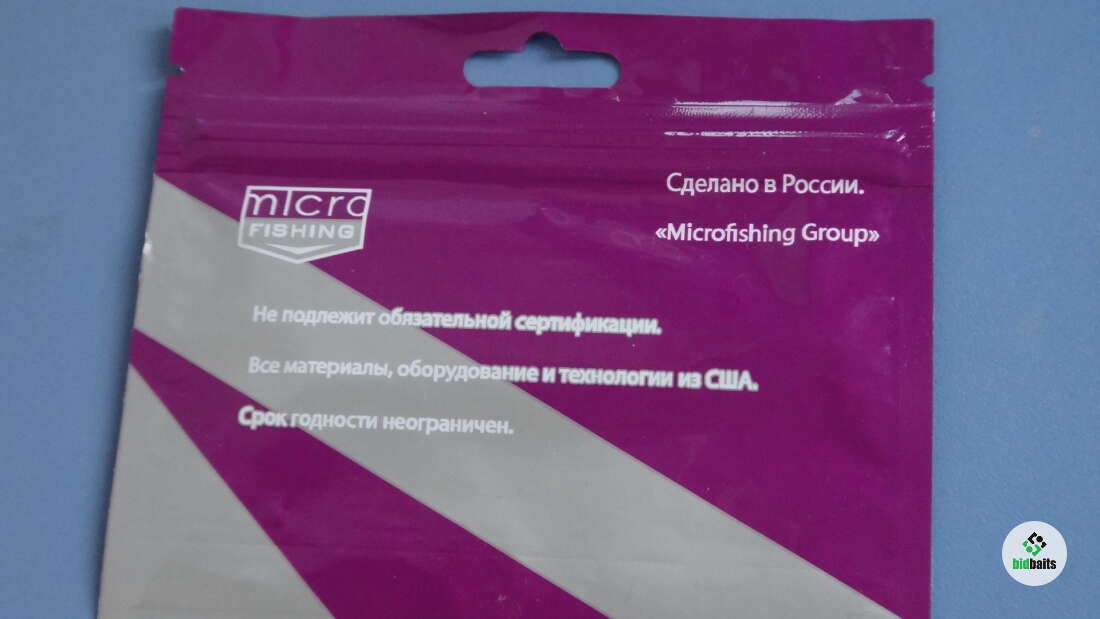 micro
FISHING
Сделано в России.
«Microfishing Group»
Не подлежит обязательной сертификации.
Все материалы, оборудование и технологии из США.
Срок годности неограничен.
bidbaits